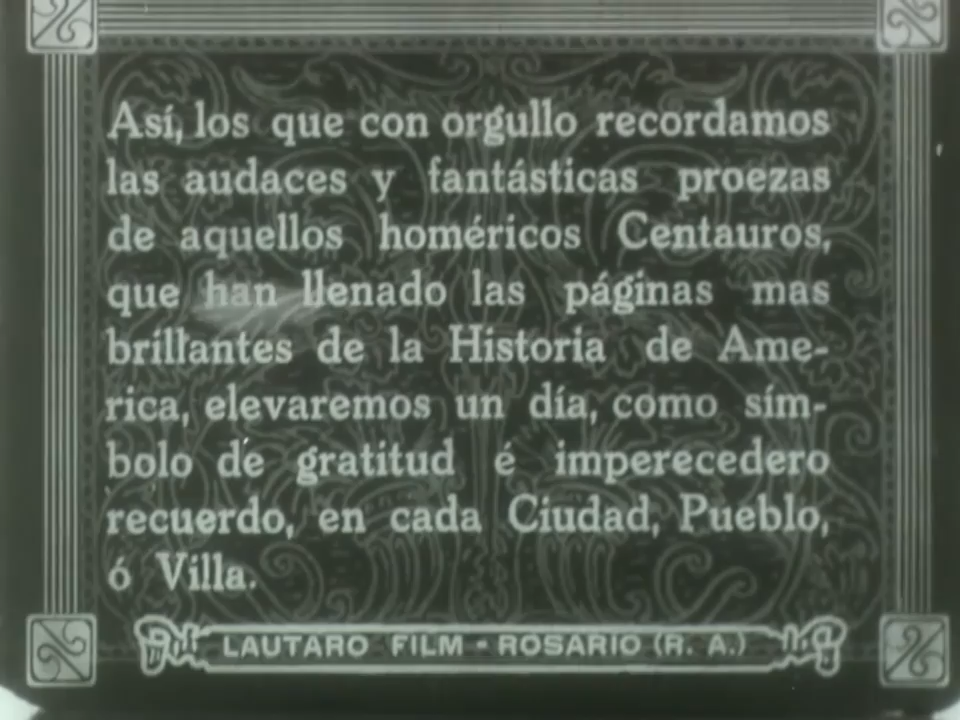 Así, los que con orgullo recordamos
las audaces y fantásticas proezas
de aquellos homéricos Centauros,
que han llenado las páginas mas
brillantes de la Historia de Ame-
rica, elevaremos un día, como sím-
bolo de gratitud é imperecedero
recuerdo, en cada Ciudad, Pueblo,
ó Villa.
LAUTARO FILM - ROSARIO (R. A.)